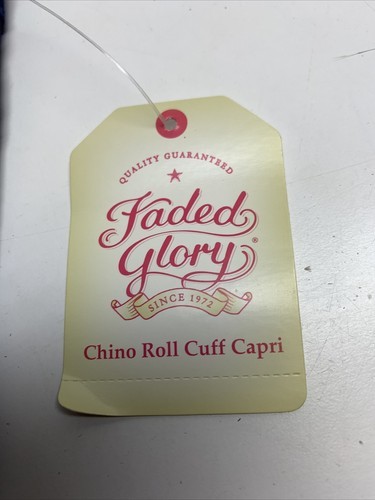 QUALITY GUARANTEED
Faded
Glory®
SINCE 1972
Chino Roll Cuff Capri